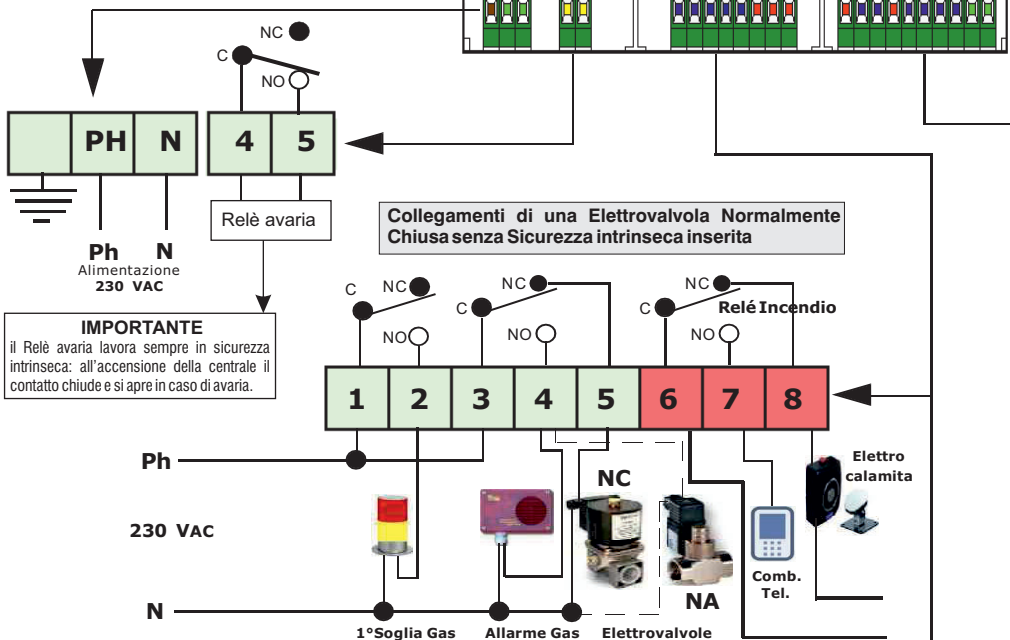 NC
C
NO
PH N
4 5
Relè avaria
Ph N
Alimentazione
230 VAC
IMPORTANTE
il Relè avaria lavora sempre in sicurezza
intrinseca: all'accensione della centrale il
contatto chiude e si apre in caso di avaria.
Collegamenti di una Elettrovalvola Normalmente
Chiusa senza Sicurezza intrinseca inserita
C NC
NO
C NC
NO
C NC
Relé Incendio
NO
1 2 3 4 5 6 7 8
Ph
230 VAC
N
NC
NA
Elettro
calamita
Comb.
Tel.
1°Soglia Gas Allarme Gas Elettrovalvole